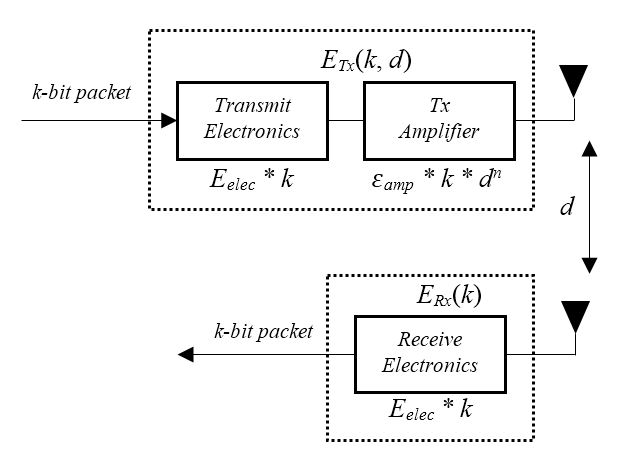 E_Tx(k, d)
k-bit packet
Transmit
Electronics
Tx
Amplifier
E_elec * k
ε_amp * k * d^n
d
E_Rx(k)
k-bit packet
Receive
Electronics
E_elec * k